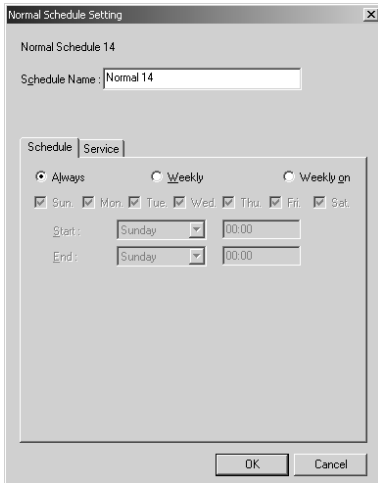 Normal Schedule Setting
Normal Schedule 14
Schedule Name : Normal 14
Schedule Service
Always Weekly Weekly on
Sun. Mon. Tue. Wed. Thu. Fri. Sat.
Start : Sunday 00:00
End : Sunday 00:00
OK Cancel